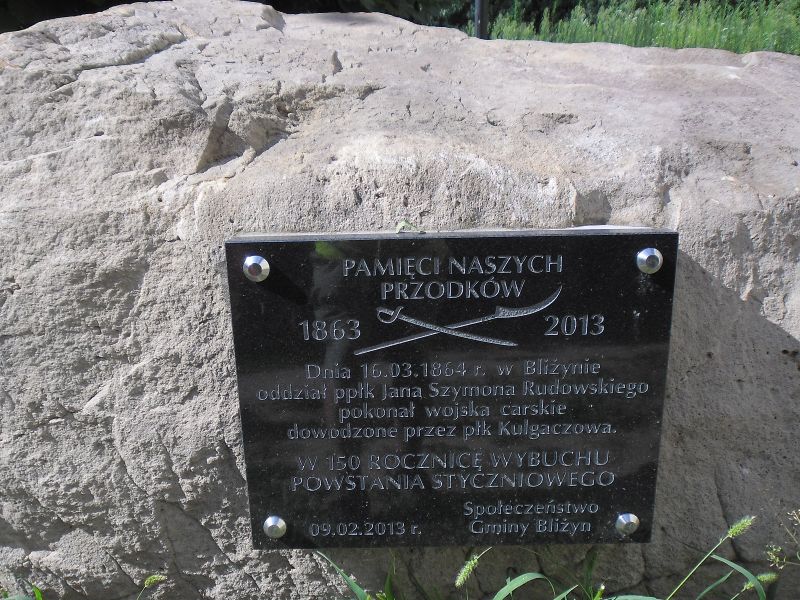 PAMIĘCI NASZYCH
PRZODKÓW
1863 2013
Dnia 16.03.1864 r. w Bliżynie
oddział ppłk Jana Szymona Rudowskiego
pokonał wojska carskie
dowodzone przez płk Kulgaczowa.
W 150 ROCZNICĘ WYBUCHU
POWSTANIA STYCZNIOWEGO
Społeczeństwo
09.02.2013 r. Gminy Bliżyn